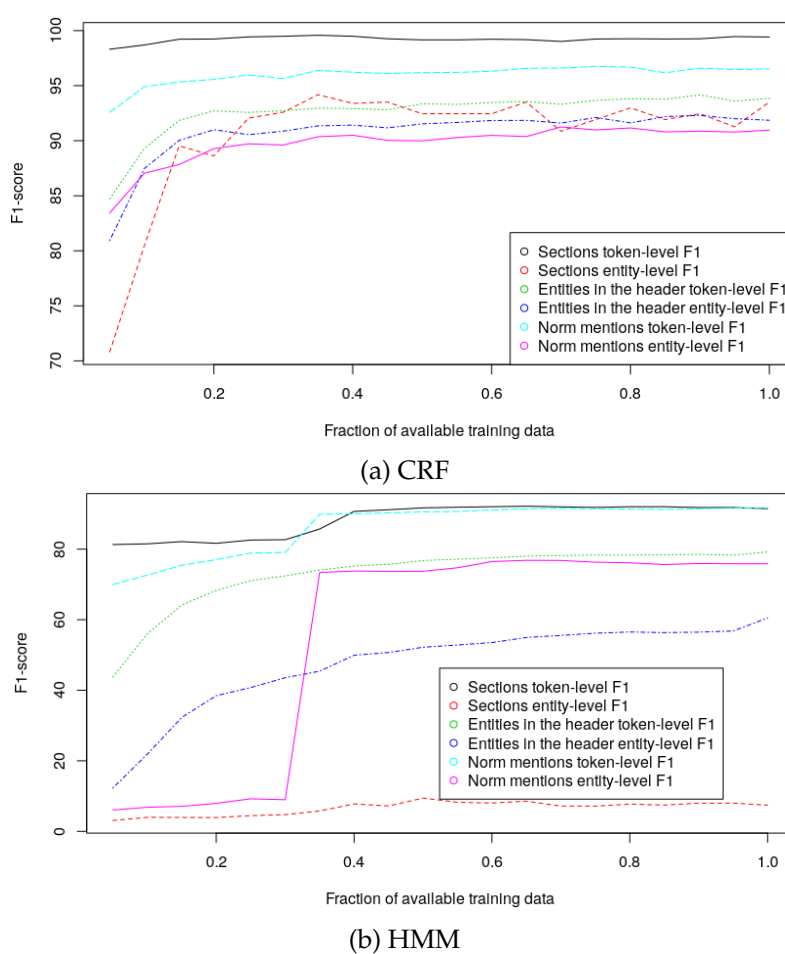 100
95
90
85
80
75
70
F1-score
Sections token-level F1
Sections entity-level F1
Entities in the header token-level F1
Entities in the header entity-level F1
Norm mentions token-level F1
Norm mentions entity-level F1
0.2 0.4 0.6 0.8 1.0
Fraction of available training data
(a) CRF
80
60
40
20
0
F1-score
Sections token-level F1
Sections entity-level F1
Entities in the header token-level F1
Entities in the header entity-level F1
Norm mentions token-level F1
Norm mentions entity-level F1
0.2 0.4 0.6 0.8 1.0
Fraction of available training data
(b) HMM